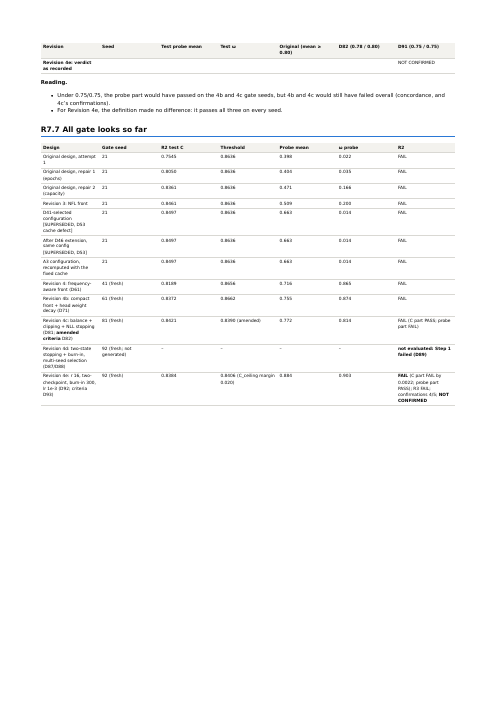 Revision Seed Test probe mean Test ω Original (mean ≥ 0.80) D82 (0.78 / 0.80) D91 (0.75 / 0.75)
Revision 4e: verdict as recorded NOT CONFIRMED
Reading.
• Under 0.75/0.75, the probe part would have passed on the 4b and 4c gate seeds, but 4b and 4c would still have failed overall (concordance, and
4c's confirmations).
• For Revision 4e, the definition made no difference: it passes all three on every seed.
R7.7 All gate looks so far
Design Gate seed R2 test C Threshold Probe mean ω probe R2
Original design, attempt 1 21 0.7545 0.8636 0.398 0.022 FAIL
Original design, repair 1 (epochs) 21 0.8050 0.8636 0.404 0.035 FAIL
Original design, repair 2 (capacity) 21 0.8361 0.8636 0.471 0.166 FAIL
Revision 3: NFL front 21 0.8461 0.8636 0.509 0.200 FAIL
D41-selected configuration [SUPERSEDED, D53 cache defect] 21 0.8497 0.8636 0.663 0.014 FAIL
After D46 extension, same config [SUPERSEDED, D53] 21 0.8497 0.8636 0.663 0.014 FAIL
A3 configuration, recomputed with the fixed cache 21 0.8497 0.8636 0.663 0.014 FAIL
Revision 4: frequency-aware front (D61) 41 (fresh) 0.8189 0.8656 0.716 0.865 FAIL
Revision 4b: compact front + head weight decay (D71) 61 (fresh) 0.8372 0.8662 0.755 0.874 FAIL
Revision 4c: balance + clipping + NLL stopping (D81; amended criteria D82) 81 (fresh) 0.8421 0.8390 (amended) 0.772 0.814 FAIL (C part PASS; probe part FAIL)
Revision 4d: two-state stopping + burn-in, multi-seed selection (D87/D88) 92 (fresh; not generated) – – – – not evaluated: Step 1 failed (D89)
Revision 4e: r 16, two-checkpoint, burn-in 300, lr 1e-3 (D92; criteria D93) 92 (fresh) 0.8384 0.8406 (C_ceiling margin 0.020) 0.884 0.903 FAIL (C part FAIL by 0.0022; probe part PASS); R3 FAIL; confirmations 4/5; NOT CONFIRMED